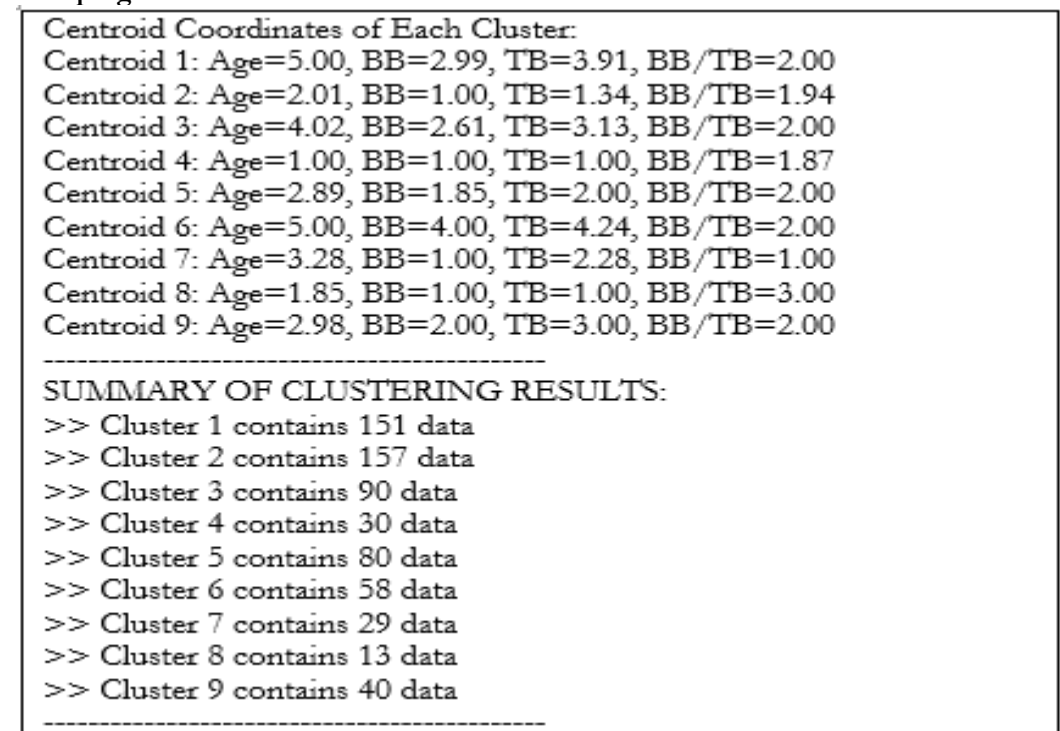 Centroid Coordinates of Each Cluster:
Centroid 1: Age=5.00, BB=2.99, TB=3.91, BB/TB=2.00
Centroid 2: Age=2.01, BB=1.00, TB=1.34, BB/TB=1.94
Centroid 3: Age=4.02, BB=2.61, TB=3.13, BB/TB=2.00
Centroid 4: Age=1.00, BB=1.00, TB=1.00, BB/TB=1.87
Centroid 5: Age=2.89, BB=1.85, TB=2.00, BB/TB=2.00
Centroid 6: Age=5.00, BB=4.00, TB=4.24, BB/TB=2.00
Centroid 7: Age=3.28, BB=1.00, TB=2.28, BB/TB=1.00
Centroid 8: Age=1.85, BB=1.00, TB=1.00, BB/TB=3.00
Centroid 9: Age=2.98, BB=2.00, TB=3.00, BB/TB=2.00
---------------------------------------------
SUMMARY OF CLUSTERING RESULTS:
>> Cluster 1 contains 151 data
>> Cluster 2 contains 157 data
>> Cluster 3 contains 90 data
>> Cluster 4 contains 30 data
>> Cluster 5 contains 80 data
>> Cluster 6 contains 58 data
>> Cluster 7 contains 29 data
>> Cluster 8 contains 13 data
>> Cluster 9 contains 40 data
---------------------------------------------